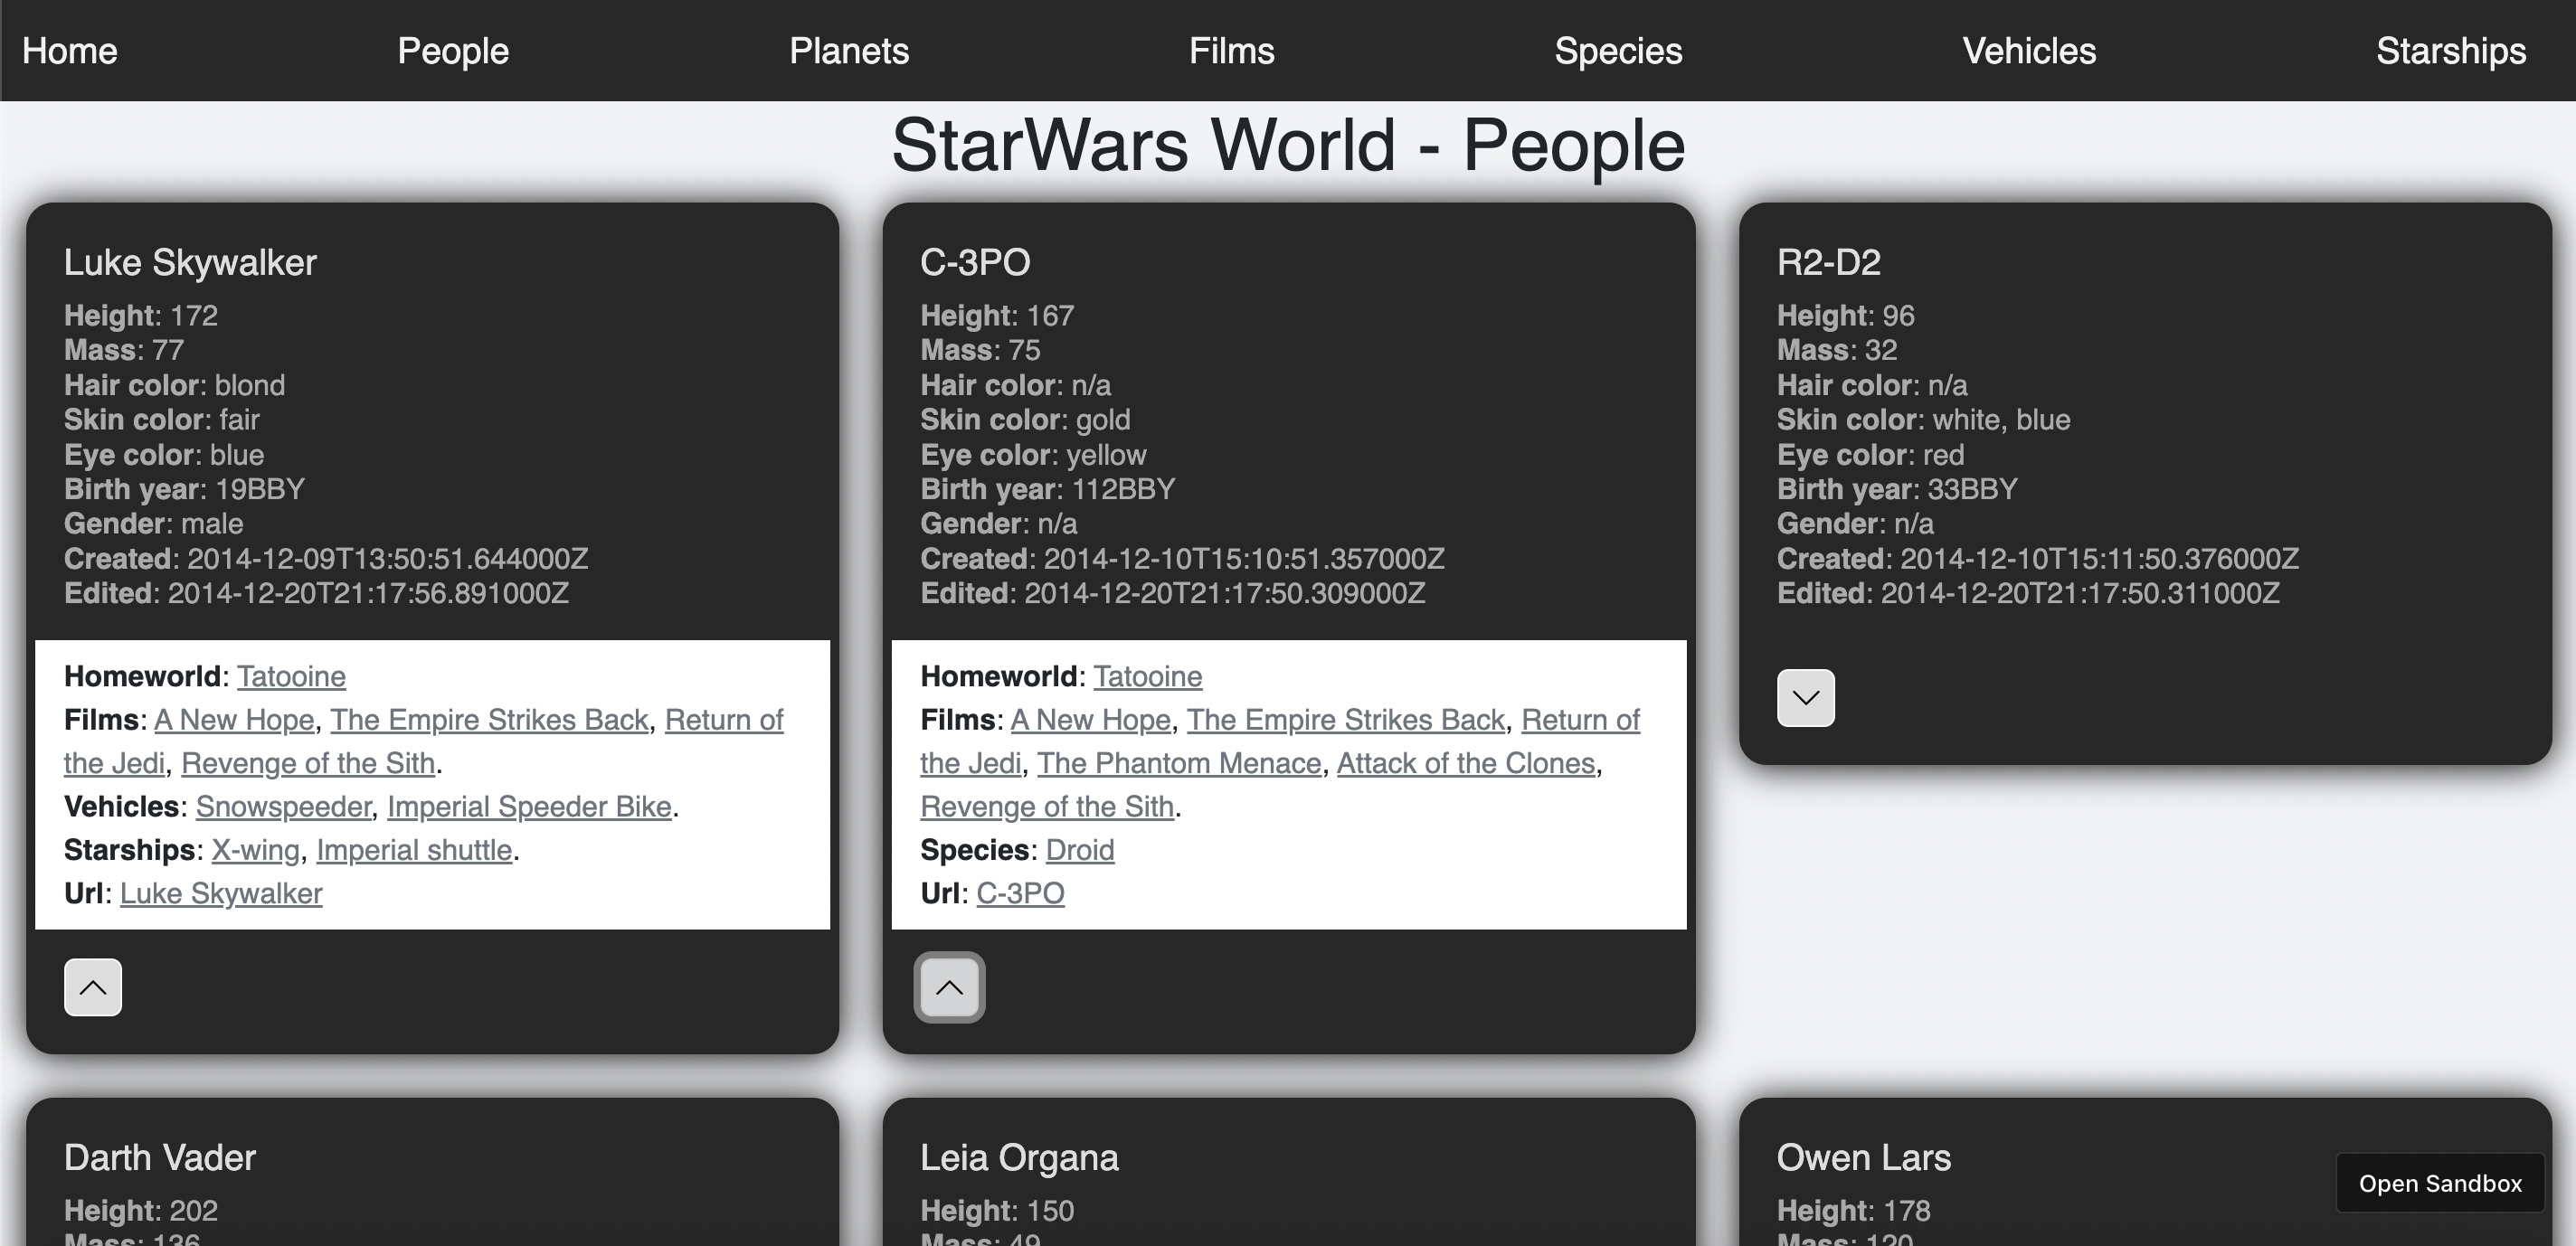 Home People Planets Films Species Vehicles Starships
StarWars World - People
Luke Skywalker
Height: 172
Mass: 77
Hair color: blond
Skin color: fair
Eye color: blue
Birth year: 19BBY
Gender: male
Created: 2014-12-09T13:50:51.644000Z
Edited: 2014-12-20T21:17:56.891000Z
Homeworld: Tatooine
Films: A New Hope, The Empire Strikes Back, Return of
the Jedi, Revenge of the Sith.
Vehicles: Snowspeeder, Imperial Speeder Bike.
Starships: X-wing, Imperial shuttle.
Url: Luke Skywalker
C-3PO
Height: 167
Mass: 75
Hair color: n/a
Skin color: gold
Eye color: yellow
Birth year: 112BBY
Gender: n/a
Created: 2014-12-10T15:10:51.357000Z
Edited: 2014-12-20T21:17:50.309000Z
Homeworld: Tatooine
Films: A New Hope, The Empire Strikes Back, Return of
the Jedi, The Phantom Menace, Attack of the Clones,
Revenge of the Sith.
Species: Droid
Url: C-3PO
R2-D2
Height: 96
Mass: 32
Hair color: n/a
Skin color: white, blue
Eye color: red
Birth year: 33BBY
Gender: n/a
Created: 2014-12-10T15:11:50.376000Z
Edited: 2014-12-20T21:17:50.311000Z
Darth Vader
Height: 202
Mass: 136
Leia Organa
Height: 150
Mass: 49
Owen Lars
Height: 178
Mass: 120
Open Sandbox